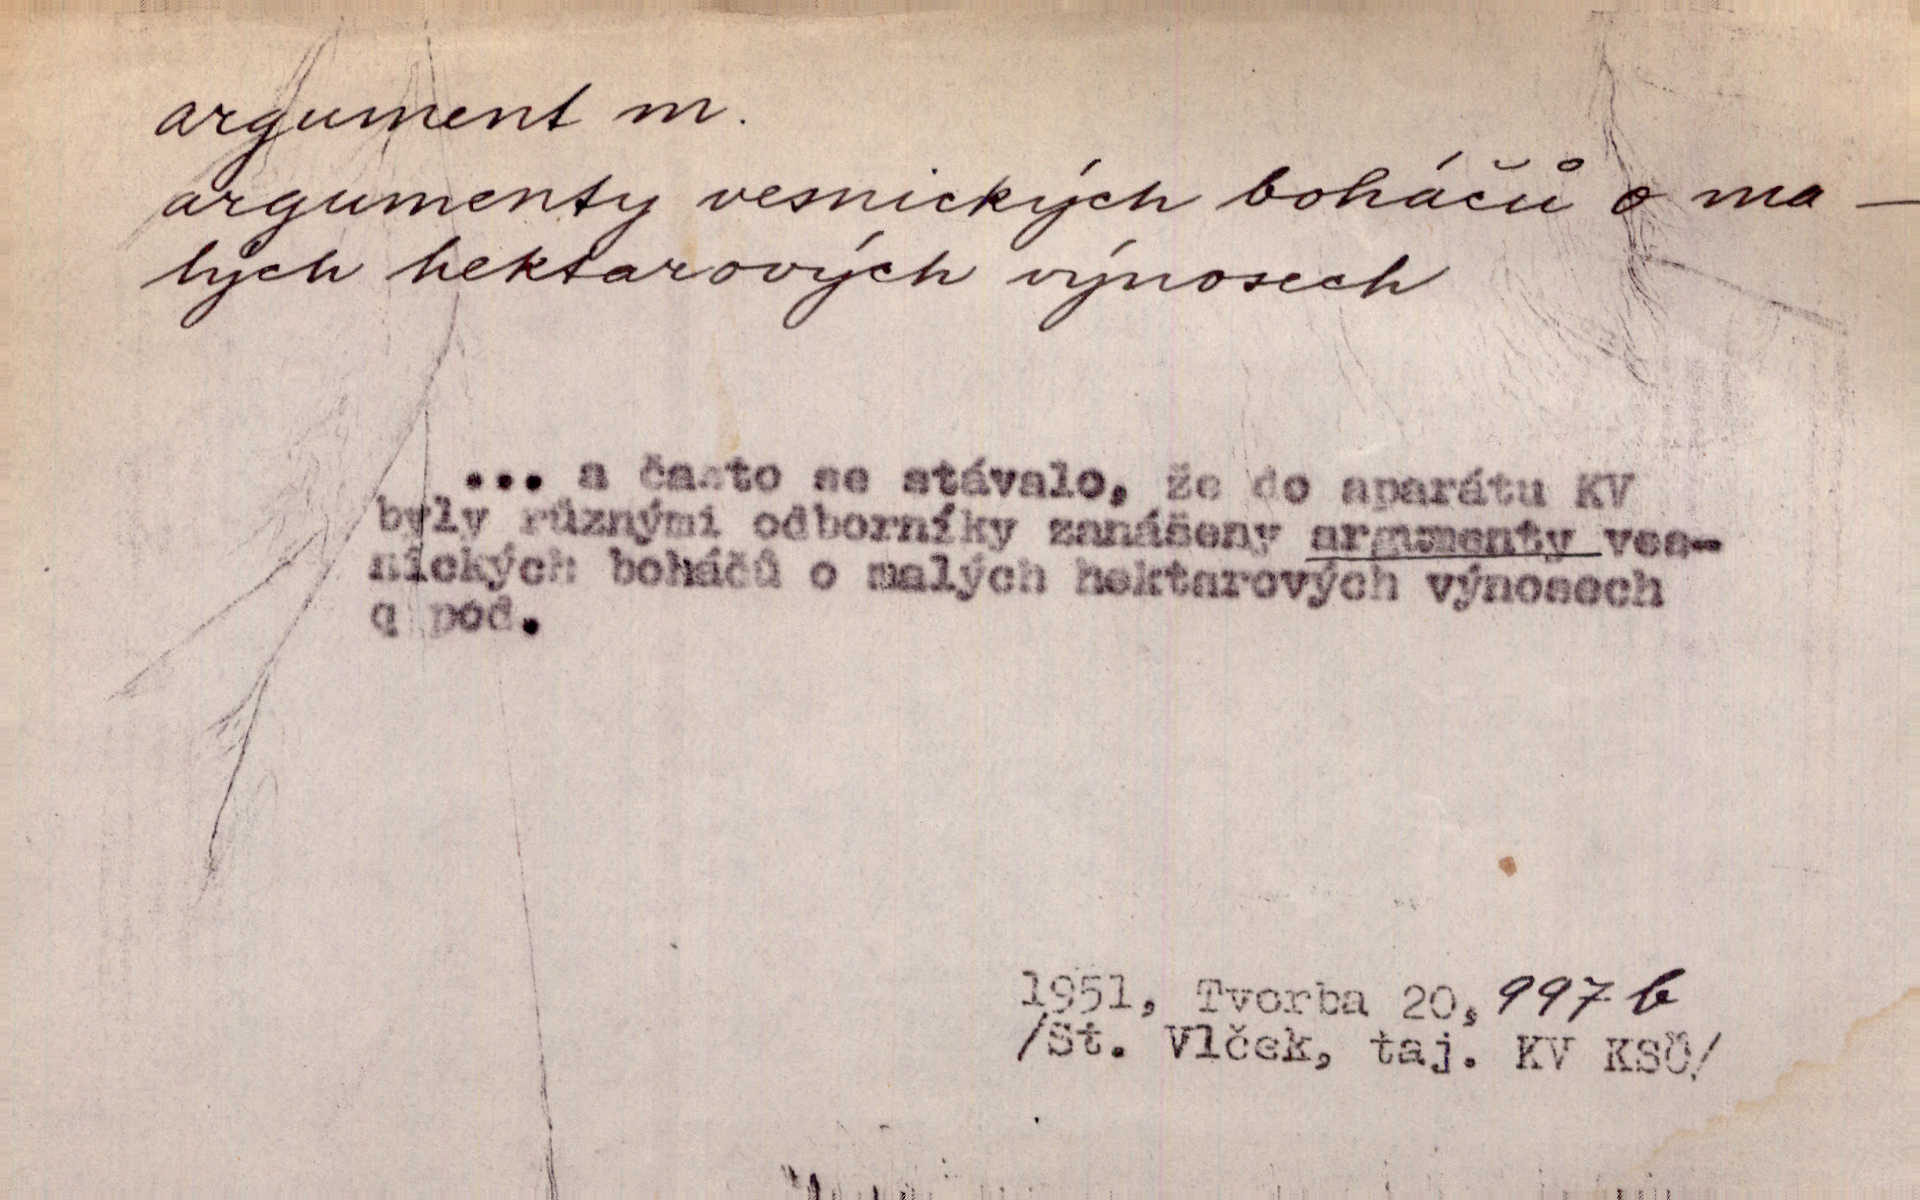 argument m.
argumenty vesnických boháčů o ma-
lých hektarových výnosech
... a často se stávalo, že do aparátu KV
byly různými odborníky zanášeny argumenty ves-
nických boháčů o malých hektarových výnosech
q pod.
1951, Tvorba 20, 997 b
/St. Vlček, taj. KV KSČ/